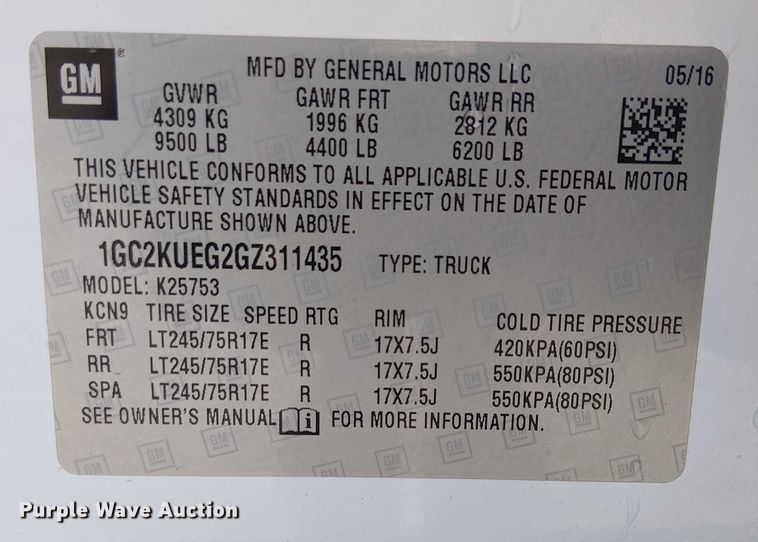 GM ®
MFD BY GENERAL MOTORS LLC 05/16
GVWR GAWR FRT GAWR RR
4309 KG 1996 KG 2812 KG
9500 LB 4400 LB 6200 LB
THIS VEHICLE CONFORMS TO ALL APPLICABLE U.S. FEDERAL MOTOR
VEHICLE SAFETY STANDARDS IN EFFECT ON THE DATE OF
MANUFACTURE SHOWN ABOVE.
1GC2KUEG2GZ311435 TYPE: TRUCK
MODEL: K25753
KCN9 TIRE SIZE SPEED RTG RIM COLD TIRE PRESSURE
FRT LT245/75R17E R 17X7.5J 420KPA(60PSI)
RR LT245/75R17E R 17X7.5J 550KPA(80PSI)
SPA LT245/75R17E R 17X7.5J 550KPA(80PSI)
SEE OWNER'S MANUAL i FOR MORE INFORMATION.
Purple Wave Auction